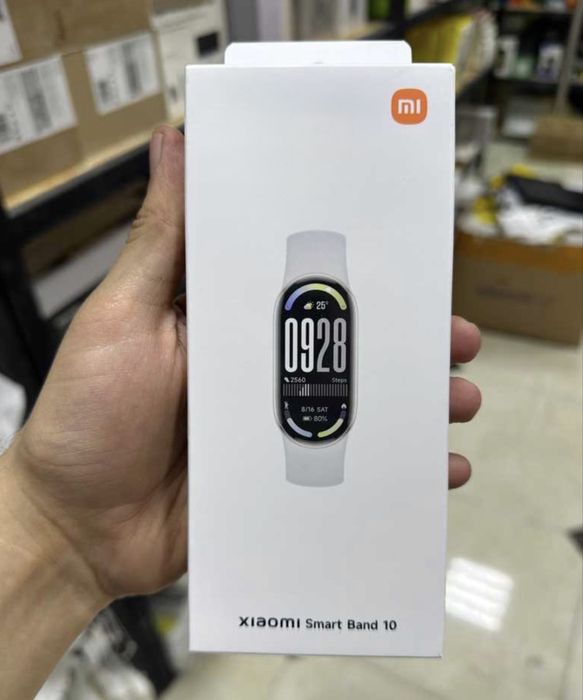 mi
25°
0928
2560 Steps
8/16 SAT
80%
xiaomi Smart Band 10